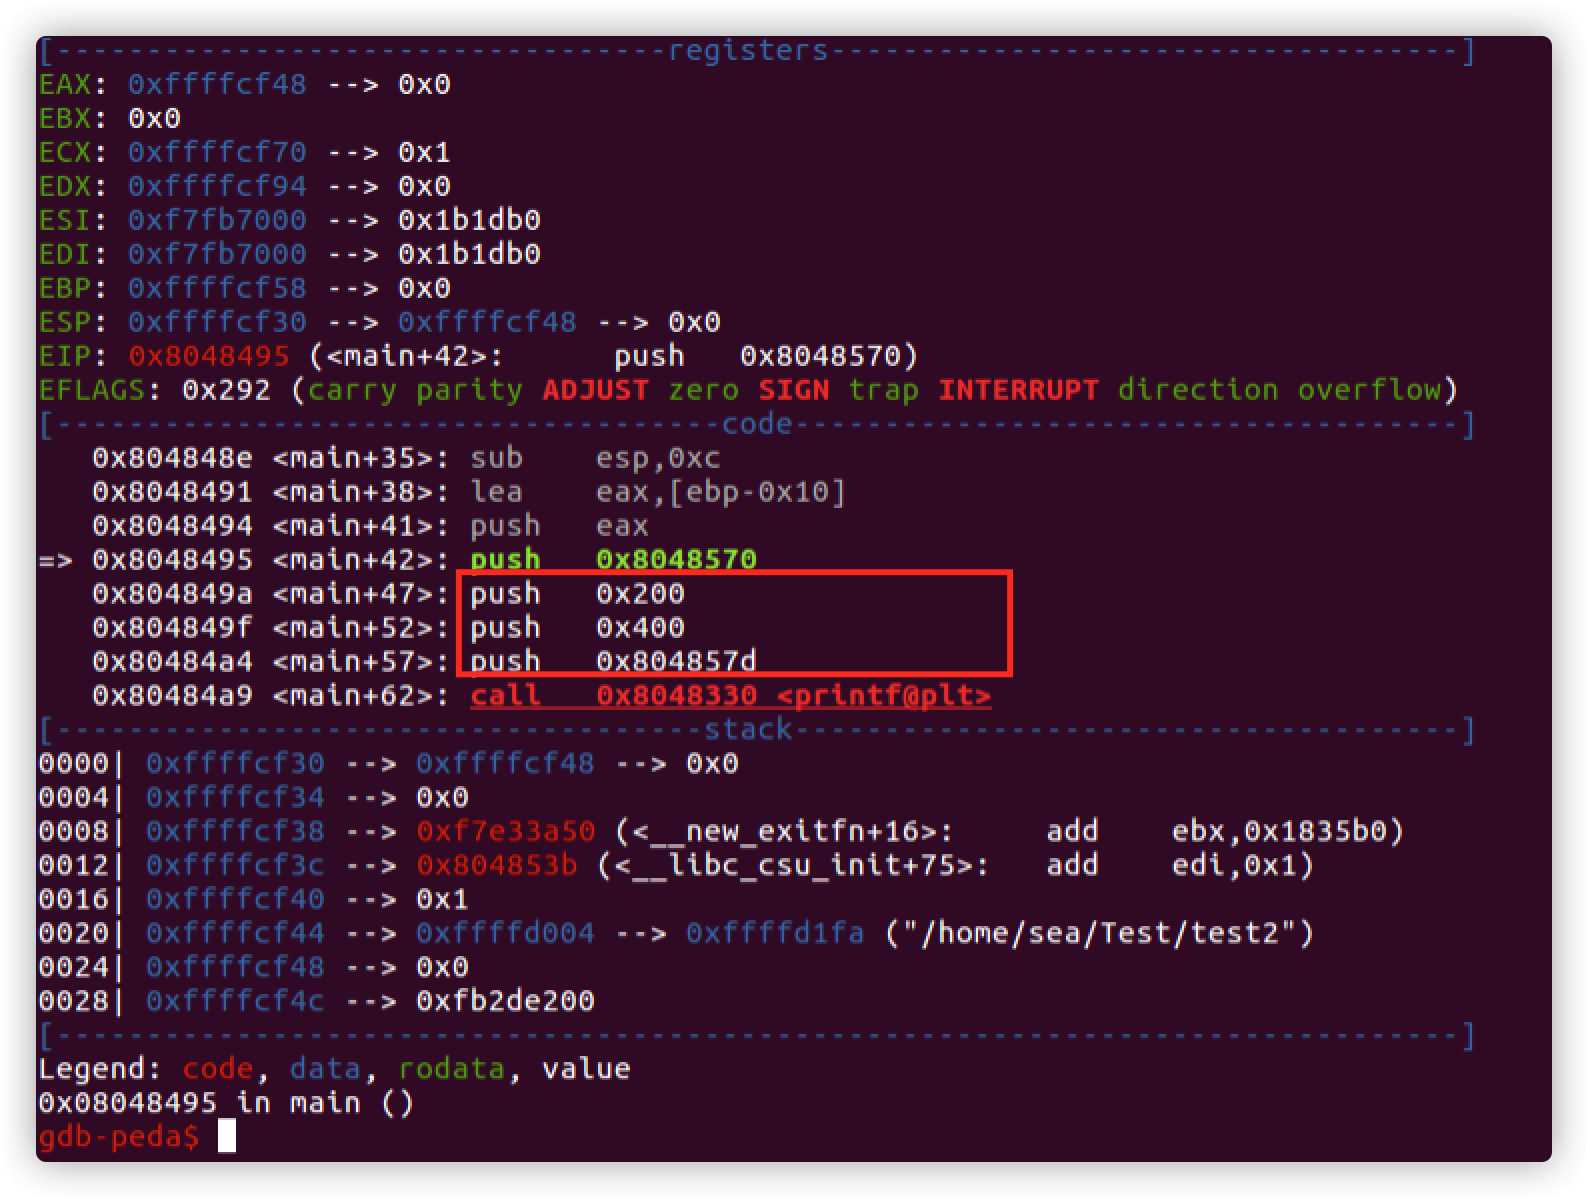 [----------------------------------registers-----------------------------------]
EAX: 0xffffcf48 --> 0x0
EBX: 0x0
ECX: 0xffffcf70 --> 0x1
EDX: 0xffffcf94 --> 0x0
ESI: 0xf7fb7000 --> 0x1b1db0
EDI: 0xf7fb7000 --> 0x1b1db0
EBP: 0xffffcf58 --> 0x0
ESP: 0xffffcf30 --> 0xffffcf48 --> 0x0
EIP: 0x8048495 (<main+42>:      push   0x8048570)
EFLAGS: 0x292 (carry parity ADJUST zero SIGN trap INTERRUPT direction overflow)
[-------------------------------------code-------------------------------------]
   0x804848e <main+35>: sub    esp,0xc
   0x8048491 <main+38>: lea    eax,[ebp-0x10]
   0x8048494 <main+41>: push   eax
=> 0x8048495 <main+42>: push   0x8048570
   0x804849a <main+47>: push   0x200
   0x804849f <main+52>: push   0x400
   0x80484a4 <main+57>: push   0x804857d
   0x80484a9 <main+62>: call   0x8048330 <printf@plt>
[------------------------------------stack-------------------------------------]
0000| 0xffffcf30 --> 0xffffcf48 --> 0x0
0004| 0xffffcf34 --> 0x0
0008| 0xffffcf38 --> 0xf7e33a50 (<__new_exitfn+16>:     add    ebx,0x1835b0)
0012| 0xffffcf3c --> 0x804853b (<__libc_csu_init+75>:   add    edi,0x1)
0016| 0xffffcf40 --> 0x1
0020| 0xffffcf44 --> 0xffffd004 --> 0xffffd1fa ("/home/sea/Test/test2")
0024| 0xffffcf48 --> 0x0
0028| 0xffffcf4c --> 0xfb2de200
[------------------------------------------------------------------------------]
Legend: code, data, rodata, value
0x08048495 in main ()
gdb-peda$